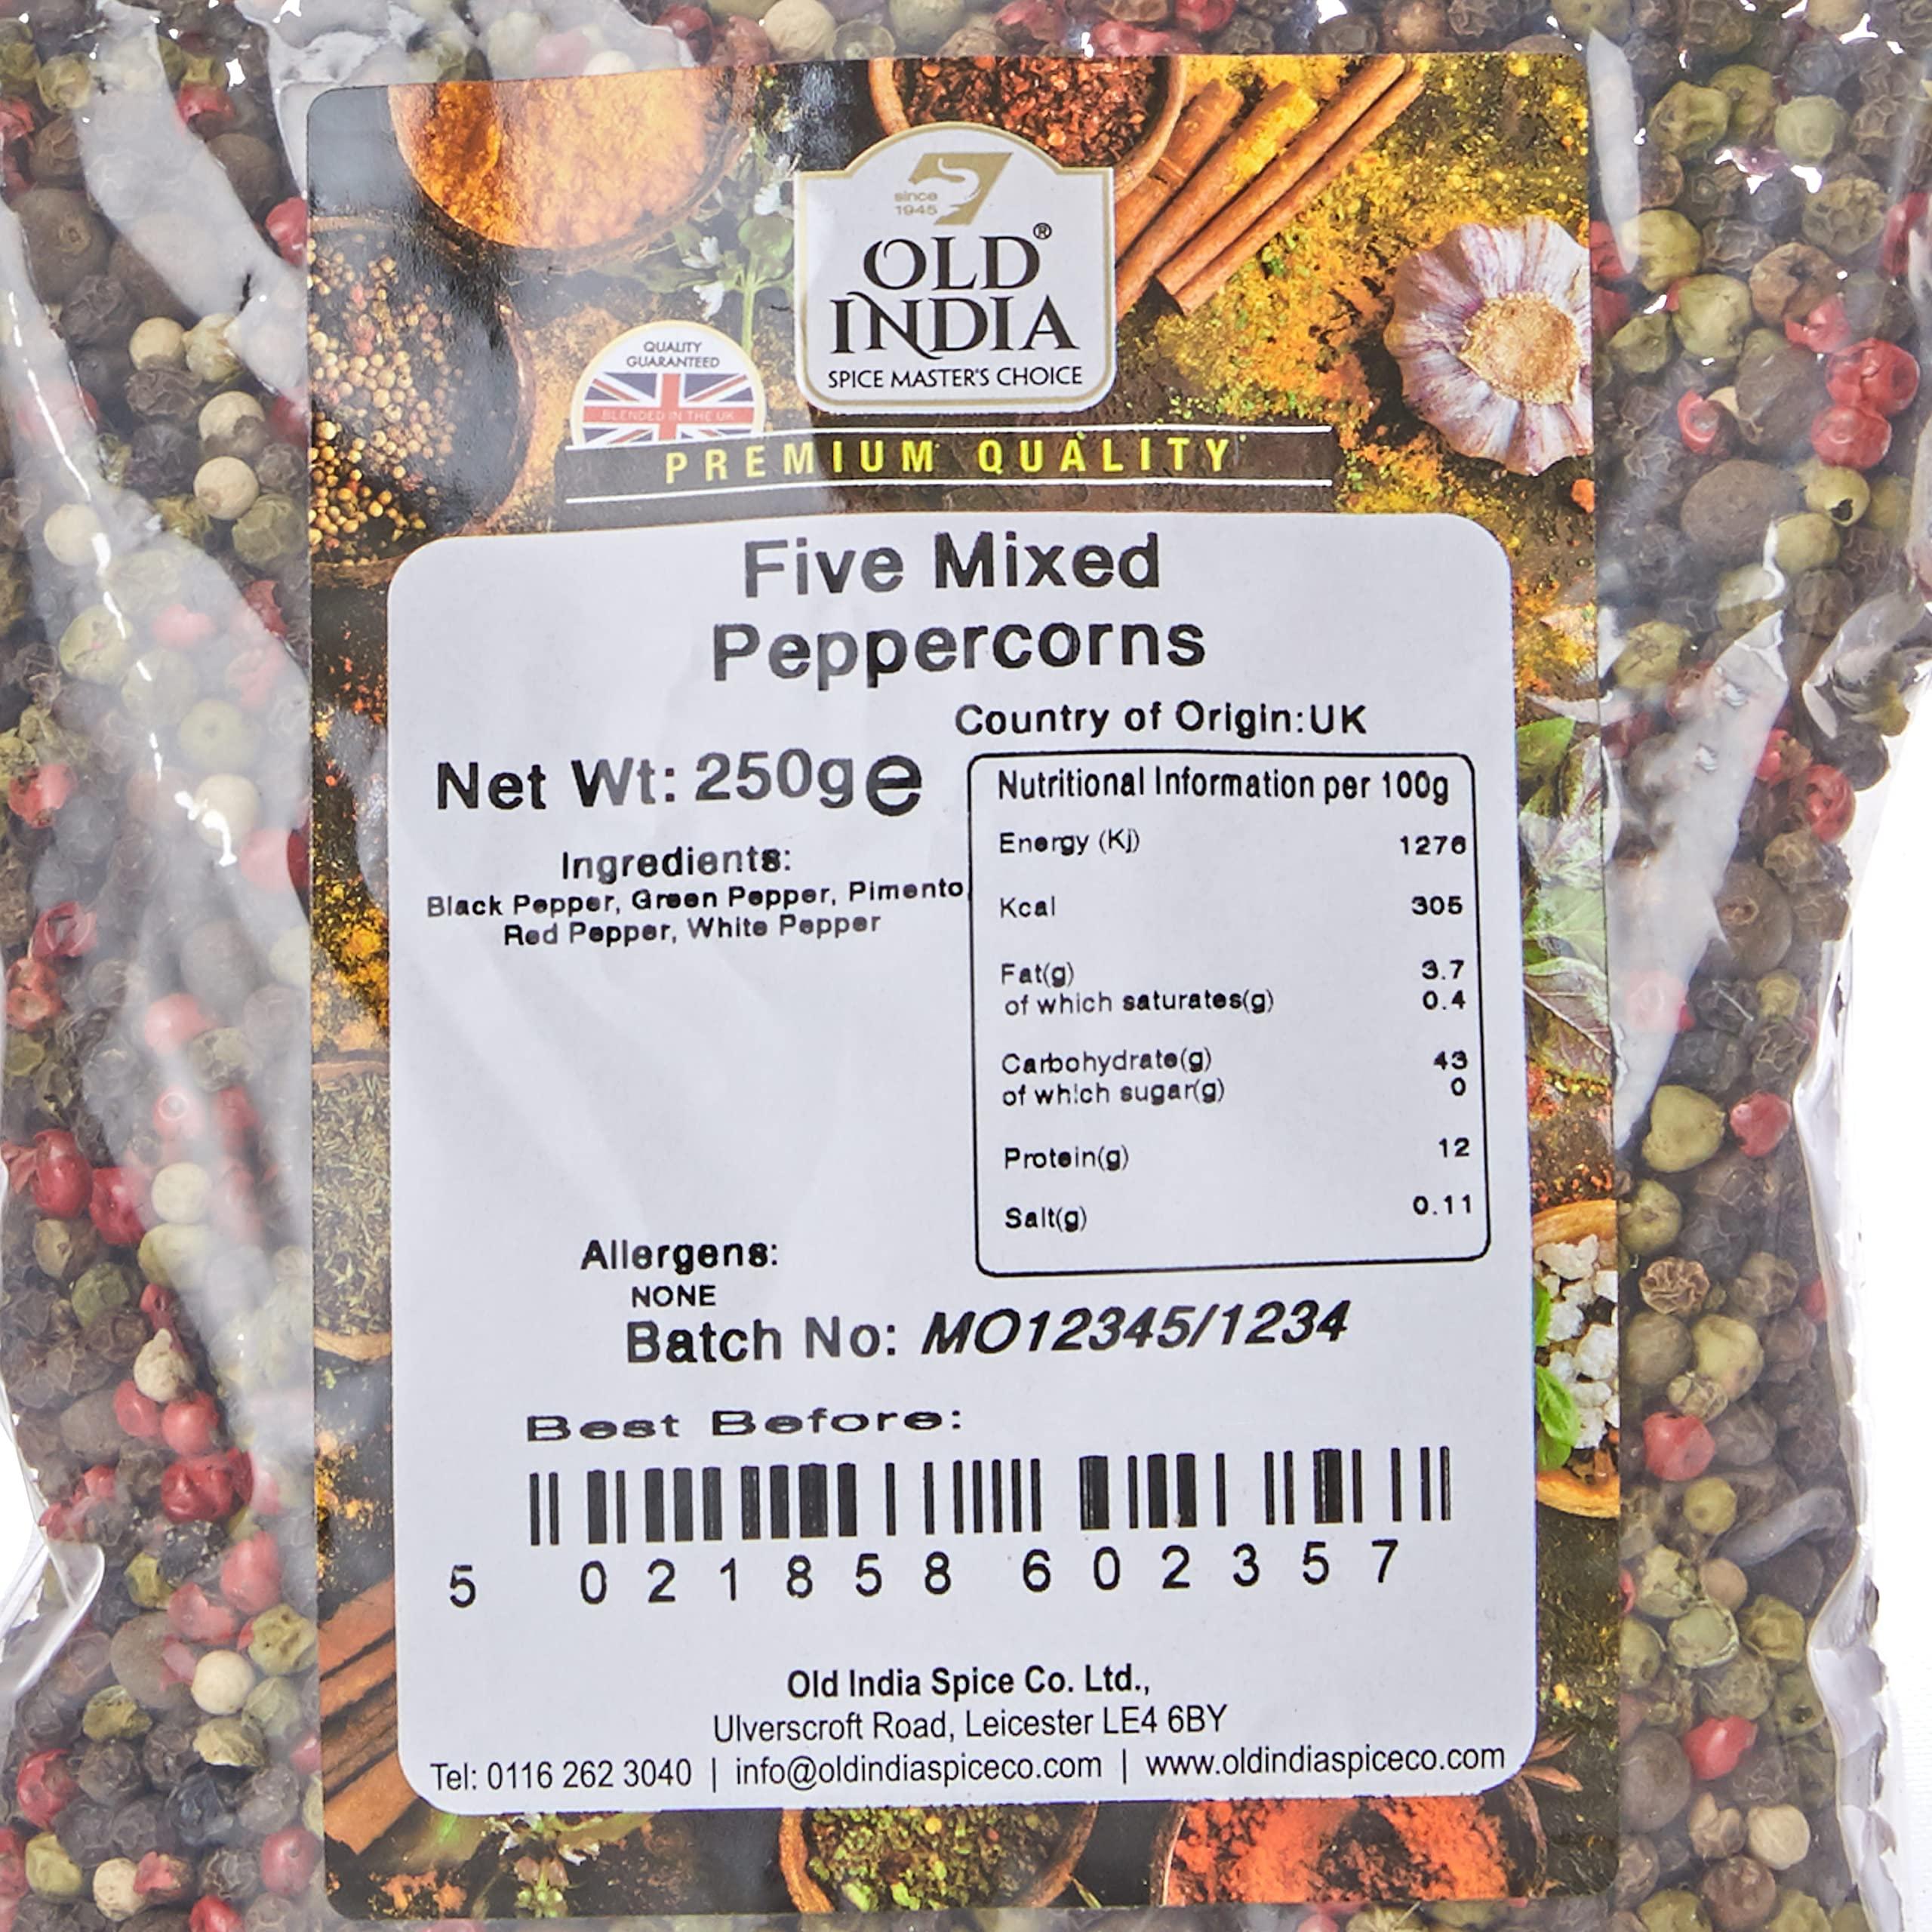 since
1945
OLD®
INDIA
SPICE MASTER'S CHOICE
QUALITY
GUARANTEED
BLENDED IN THE UK
PREMIUM QUALITY
Five Mixed
Peppercorns
Country of Origin:UK
Net Wt: 250g e
Ingredients:
Black Pepper, Green Pepper, Pimento,
Red Pepper, White Pepper
Nutritional Information per 100g
Energy (Kj) 1276
Kcal 305
Fat(g) 3.7
of which saturates(g) 0.4
Carbohydrate(g) 43
of which sugar(g) 0
Protein(g) 12
Salt(g) 0.11
Allergens:
NONE
Batch No: MO12345/1234
Best Before:
5 021858 602357
Old India Spice Co. Ltd.,
Ulverscroft Road, Leicester LE4 6BY
Tel: 0116 262 3040 | info@oldindiaspiceco.com | www.oldindiaspiceco.com